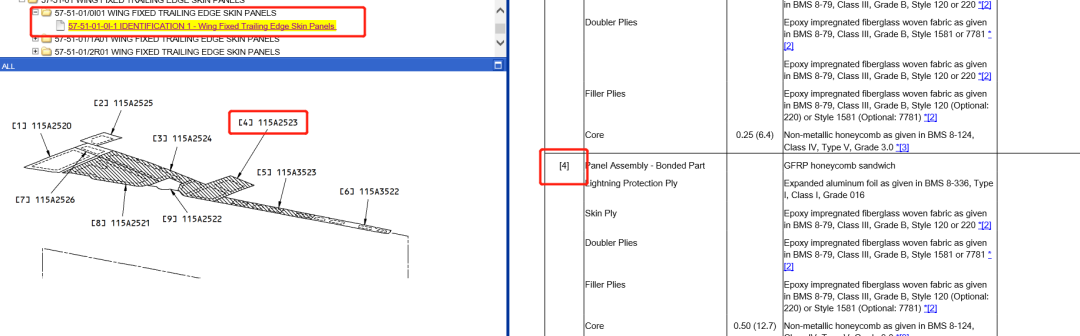 57-51-01 WING FIXED TRAILING EDGE SKIN PANELS
57-51-01/0I01 WING FIXED TRAILING EDGE SKIN PANELS
57-51-01-0I-1 IDENTIFICATION 1 - Wing Fixed Trailing Edge Skin Panels.
57-51-01/1A01 WING FIXED TRAILING EDGE SKIN PANELS
57-51-01/2R01 WING FIXED TRAILING EDGE SKIN PANELS
ALL
[2] 115A2525
[1] 115A2520
[4] 115A2523
[3] 115A2524
[5] 115A3523
[6] 115A3522
[7] 115A2526
[8] 115A2521
[9] 115A2522
in BMS 8-79, Class III, Grade B, Style 120 or 220 *[2]
Doubler Plies
Epoxy impregnated fiberglass woven fabric as given
in BMS 8-79, Class III, Grade B, Style 1581 or 7781 *
[2]
Epoxy impregnated fiberglass woven fabric as given
in BMS 8-79, Class III, Grade B, Style 120 or 220 *[2]
Filler Plies
Epoxy impregnated fiberglass woven fabric as given
in BMS 8-79, Class III, Grade B, Style 120 (Optional:
220) or Style 1581 (Optional: 7781) *[2]
Core
0.25 (6.4)
Non-metallic honeycomb as given in BMS 8-124,
Class IV, Type V, Grade 3.0 *[3]
[4]
Panel Assembly - Bonded Part
GFRP honeycomb sandwich
Lightning Protection Ply
Expanded aluminum foil as given in BMS 8-336, Type
I, Class I, Grade 016
Skin Ply
Epoxy impregnated fiberglass woven fabric as given
in BMS 8-79, Class III, Grade B, Style 120 or 220 *[2]
Doubler Plies
Epoxy impregnated fiberglass woven fabric as given
in BMS 8-79, Class III, Grade B, Style 1581 or 7781 *
[2]
Filler Plies
Epoxy impregnated fiberglass woven fabric as given
in BMS 8-79, Class III, Grade B, Style 120 (Optional:
220) or Style 1581 (Optional: 7781) *[2]
Core
0.50 (12.7)
Non-metallic honeycomb as given in BMS 8-124,